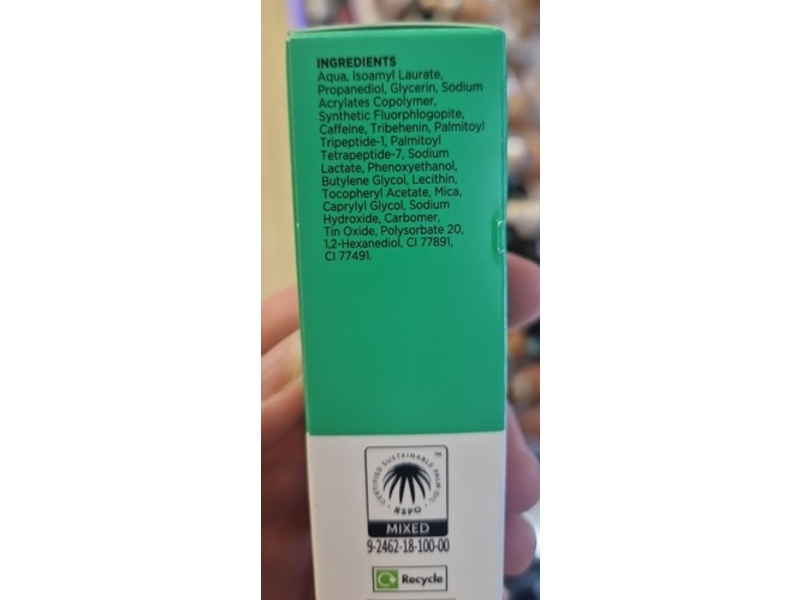 INGREDIENTS
Aqua, Isoamyl Laurate,
Propanediol, Glycerin, Sodium
Acrylates Copolymer,
Synthetic Fluorphlogopite,
Caffeine, Tribehenin, Palmitoyl
Tripeptide-1, Palmitoyl
Tetrapeptide-7, Sodium
Lactate, Phenoxyethanol,
Butylene Glycol, Lecithin,
Tocopheryl Acetate, Mica,
Caprylyl Glycol, Sodium
Hydroxide, Carbomer,
Tin Oxide, Polysorbate 20,
1,2-Hexanediol, CI 77891,
CI 77491.
CERTIFIED SUSTAINABLE PALM OIL
TM
RSPO
MIXED
9-2462-18-100-00
Recycle